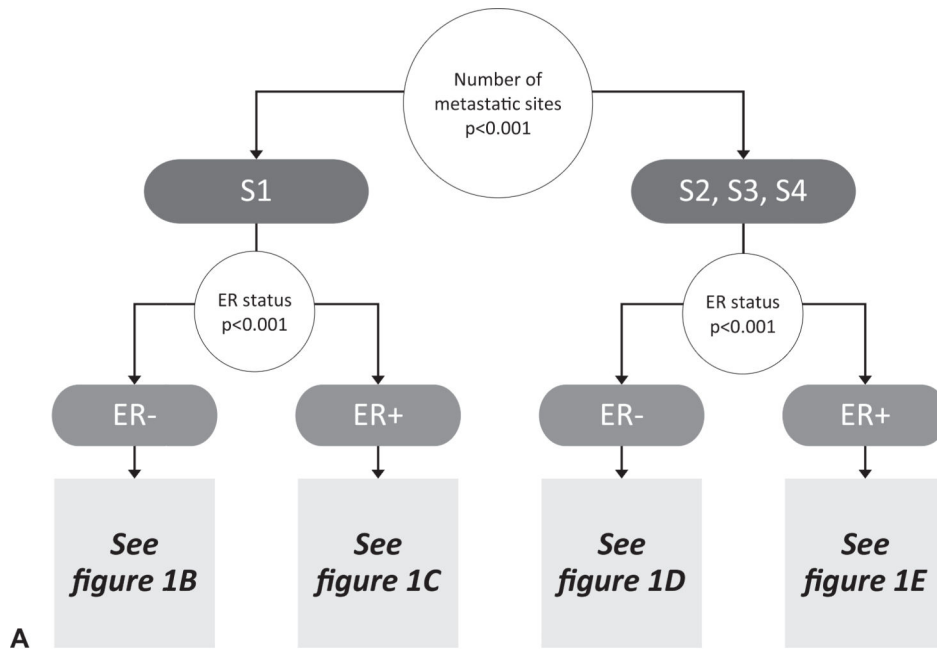 Number of
metastatic sites
p<0.001
S1
S2, S3, S4
ER status
p<0.001
ER status
p<0.001
ER-
ER+
ER-
ER+
See
figure 1B
See
figure 1C
See
figure 1D
See
figure 1E
A